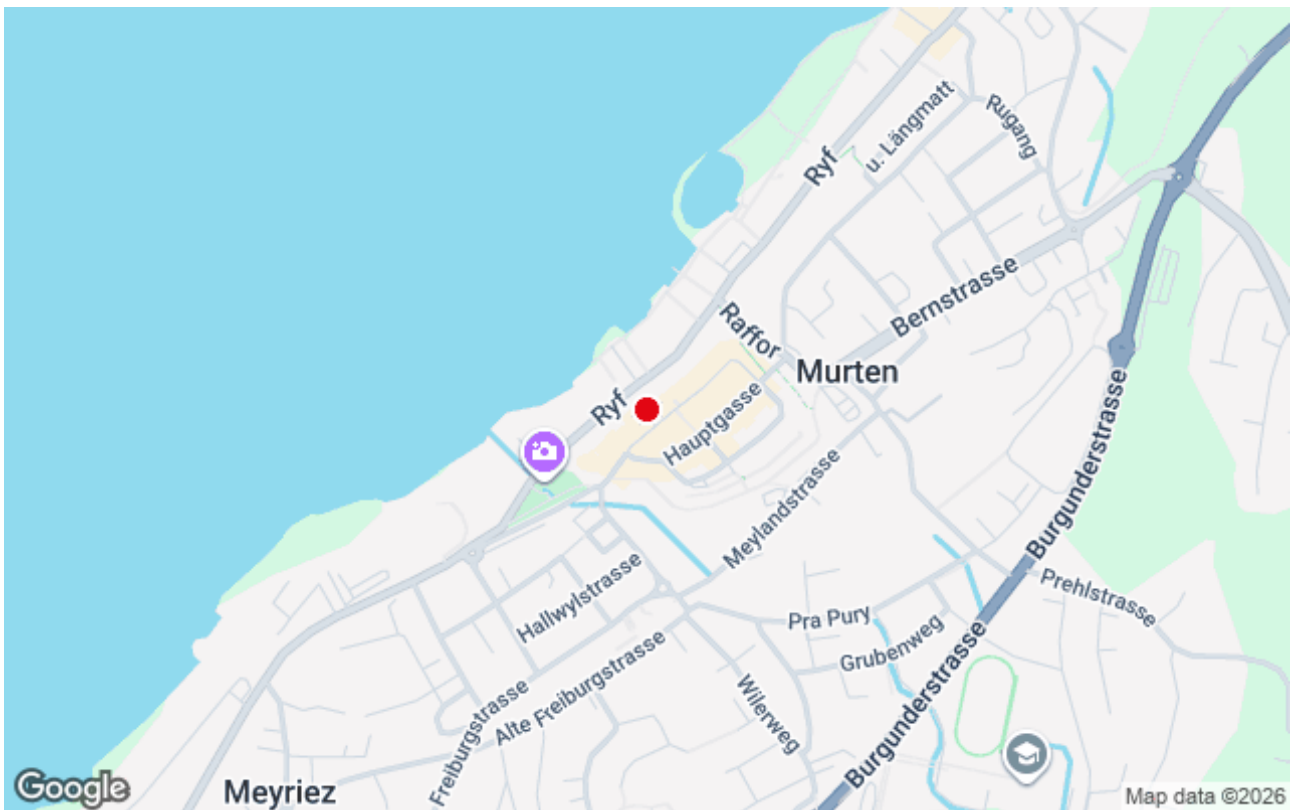 Rugang
u. Längmatt
Ryf
Bernstrasse
Raffor
Murten
Ryf
Hauptgasse
Burgunderstrasse
Meylandstrasse
Prehlstrasse
Hallwylstrasse
Pra Pury
Grubenweg
Alte Freiburgstrasse
Freiburgstrasse
Wilerweg
Burgunderstrasse
Meyriez
Google
Map data ©2026